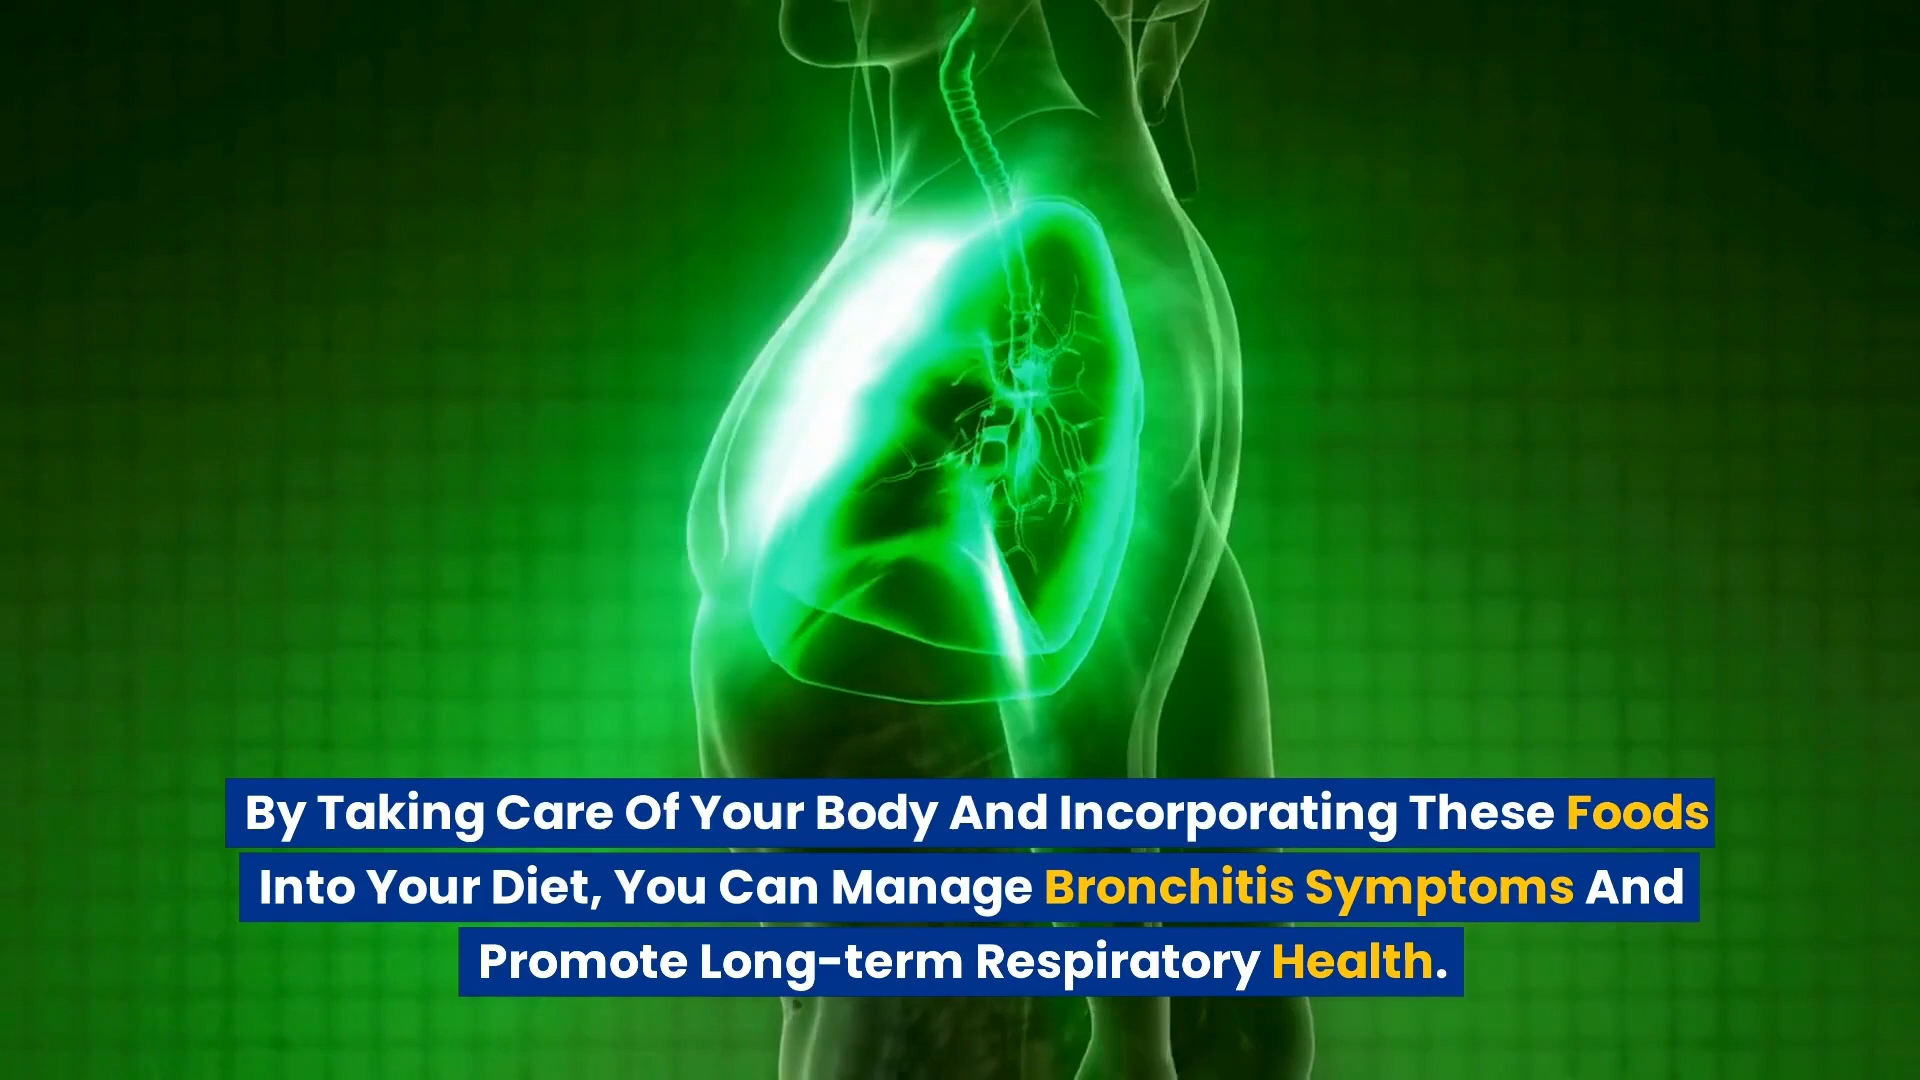 By Taking Care Of Your Body And Incorporating These Foods
Into Your Diet, You Can Manage Bronchitis Symptoms And
Promote Long-term Respiratory Health.